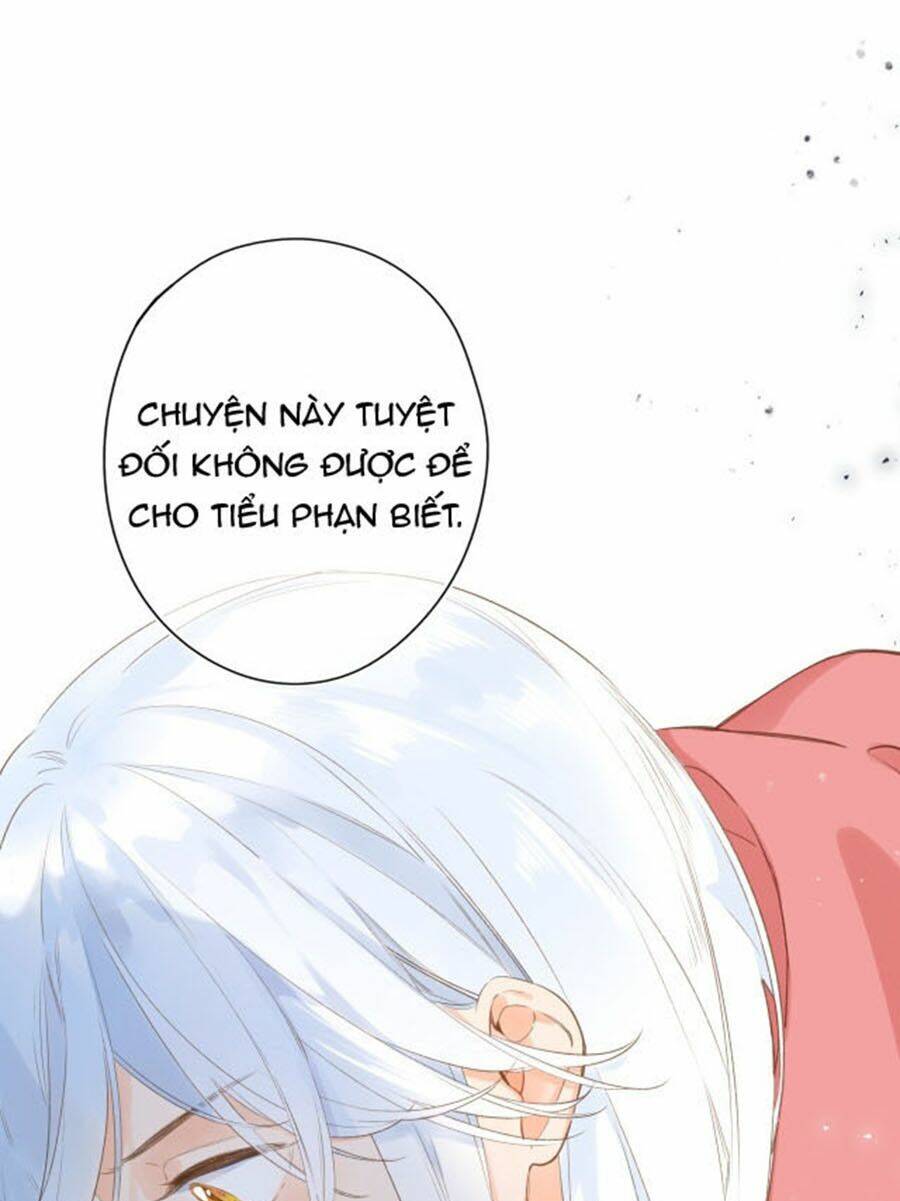 CHUYỆN NÀY TUYỆT
ĐỐI KHÔNG ĐƯỢC ĐỂ
CHO TIỂU PHẠN BIẾT.